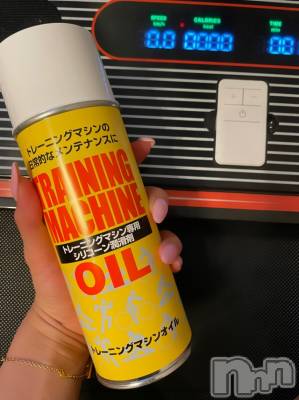 SPEED
CALORIES
TIME
0.0
0000
00
トレーニングマシンの
日常的なメンテナンスに
TRAINING
MACHINE
トレーニングマシン専用
シリコーン潤滑剤
OIL
トレーニングマシンオイル
nnn